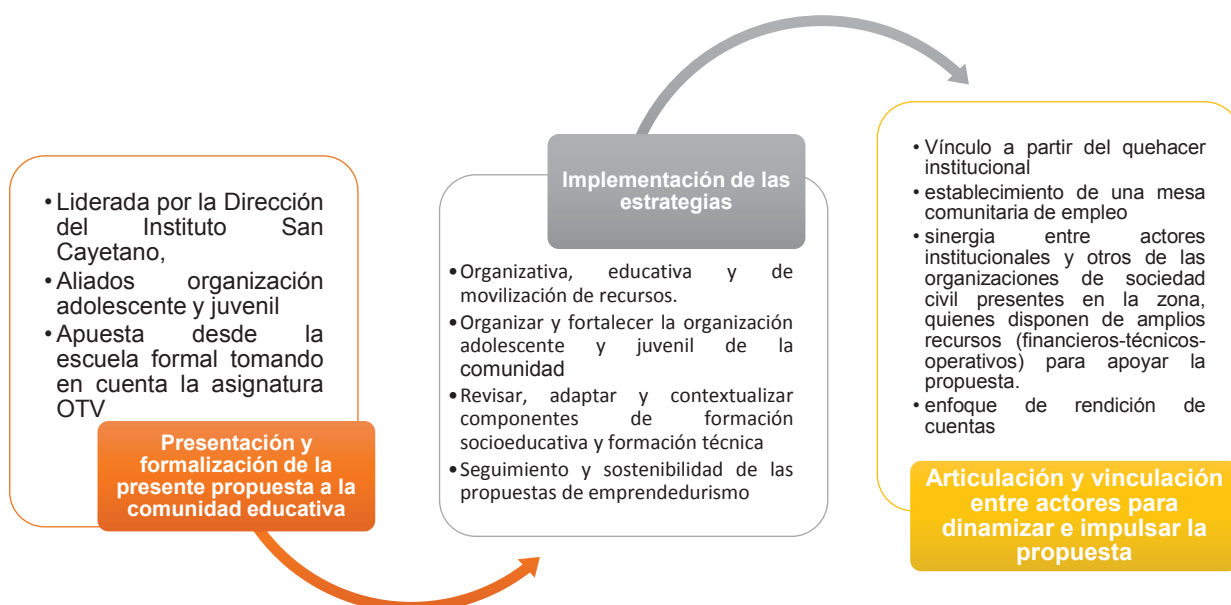 • Liderada por la Dirección
del Instituto San
Cayetano,
• Aliados organización
adolescente y juvenil
• Apuesta desde la
escuela formal tomando
en cuenta la asignatura
OTV
Presentación y
formalización de la
presente propuesta a la
comunidad educativa
Implementación de las
estrategias
• Organizativa, educativa y de
movilización de recursos.
• Organizar y fortalecer la organización
adolescente y juvenil de la
comunidad
• Revisar, adaptar y contextualizar
componentes de formación
socioeducativa y formación técnica
• Seguimiento y sostenibilidad de las
propuestas de emprendedurismo
• Vínculo a partir del quehacer
institucional
• establecimiento de una mesa
comunitaria de empleo
• sinergia entre actores
institucionales y otros de las
organizaciones de sociedad
civil presentes en la zona,
quienes disponen de amplios
recursos (financieros-técnicos-
operativos) para apoyar la
propuesta.
• enfoque de rendición de
cuentas
Articulación y vinculación
entre actores para
dinamizar e impulsar la
propuesta